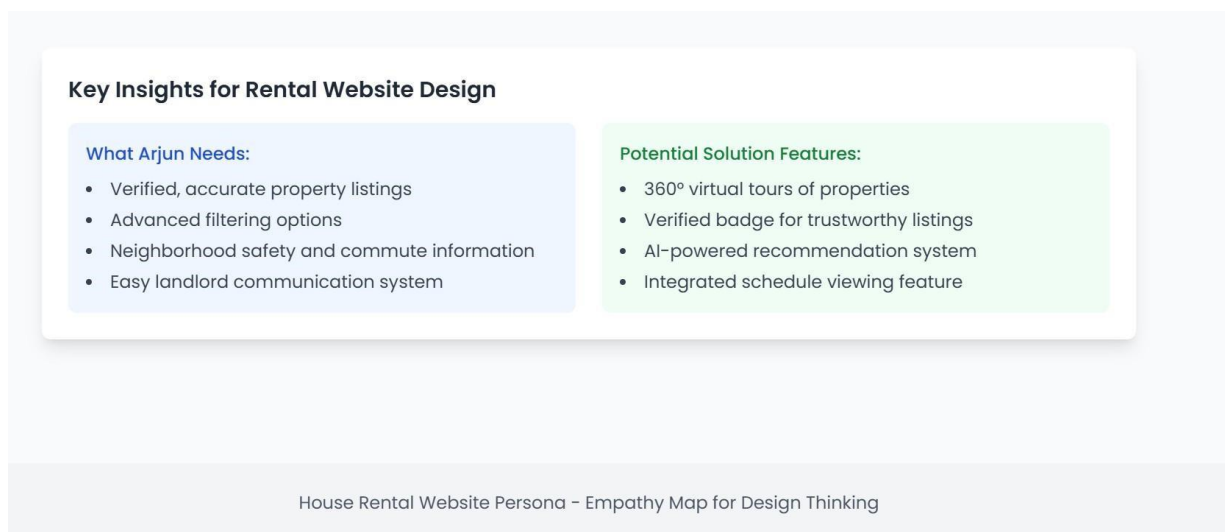 Key Insights for Rental Website Design
What Arjun Needs:
• Verified, accurate property listings
• Advanced filtering options
• Neighborhood safety and commute information
• Easy landlord communication system
Potential Solution Features:
• 360° virtual tours of properties
• Verified badge for trustworthy listings
• AI-powered recommendation system
• Integrated schedule viewing feature
House Rental Website Persona - Empathy Map for Design Thinking